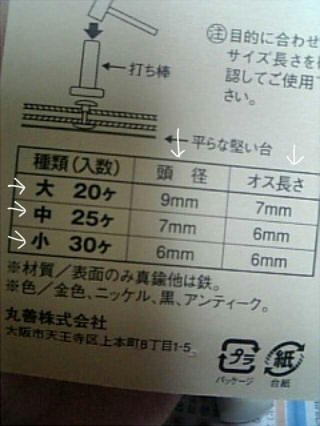 打ち棒
注 目的に合わせ
サイズ長さを
認してご使用
さい。
平らな堅い台
種類(入数) 頭 径 オス長さ
大 20ケ 9mm 7mm
中 25ケ 7mm 6mm
小 30ケ 6mm 6mm
※材質/表面のみ真鍮他は鉄。
※色/金色、ニッケル、黒、アンティーク。
丸善株式会社
大阪市天王寺区上本町8丁目1-5
プラ 紙
パッケージ 台紙